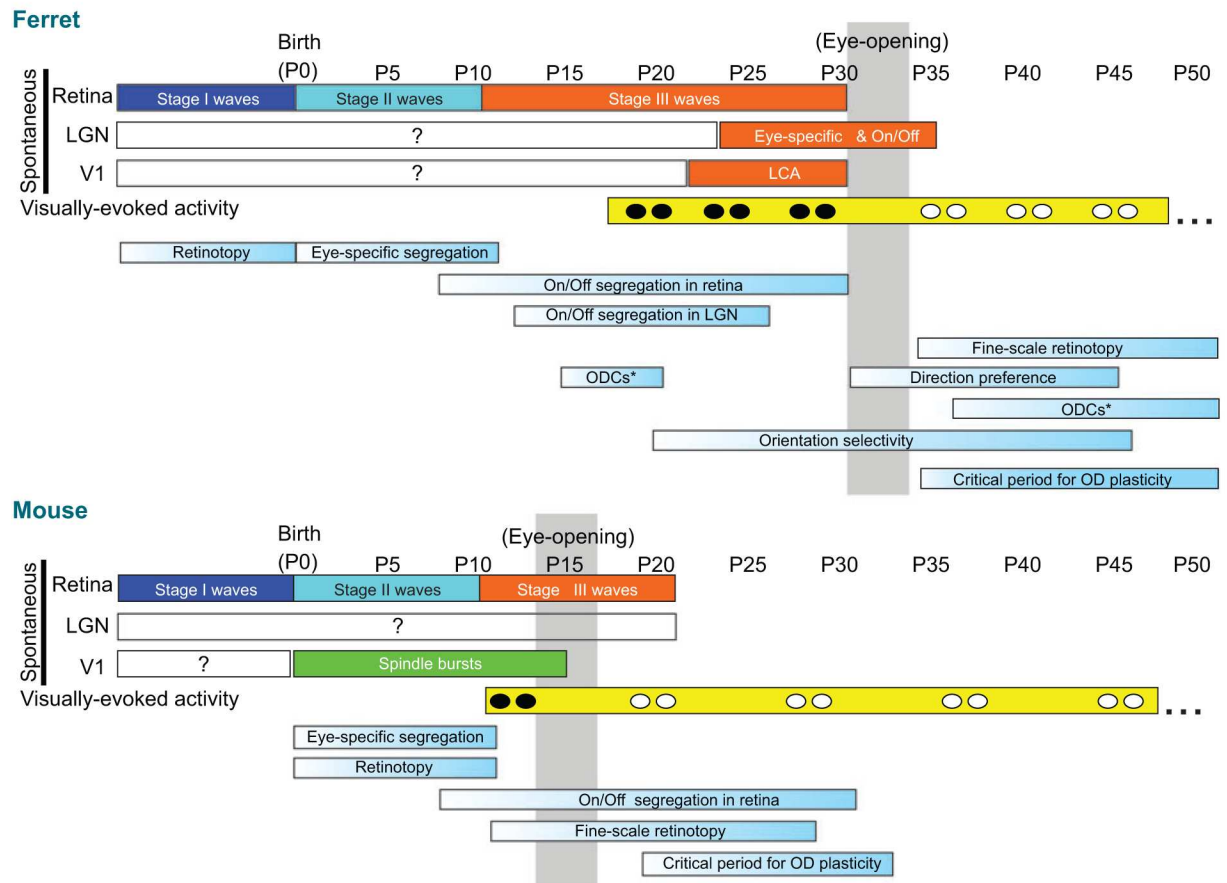 Ferret
Birth
(P0) P5 P10 P15 P20 P25 P30 P35 P40 P45 P50
(Eye-opening)
Spontaneous
Retina Stage I waves Stage II waves Stage III waves
LGN ? Eye-specific & On/Off
V1 ? LCA
Visually-evoked activity ...
Retinotopy Eye-specific segregation
On/Off segregation in retina
On/Off segregation in LGN
Fine-scale retinotopy
ODCs* Direction preference
ODCs*
Orientation selectivity
Critical period for OD plasticity
Mouse
Birth
(Eye-opening)
(P0) P5 P10 P15 P20 P25 P30 P35 P40 P45 P50
Spontaneous
Retina Stage I waves Stage II waves Stage III waves
LGN ?
V1 ? Spindle bursts
Visually-evoked activity ...
Eye-specific segregation
Retinotopy
On/Off segregation in retina
Fine-scale retinotopy
Critical period for OD plasticity